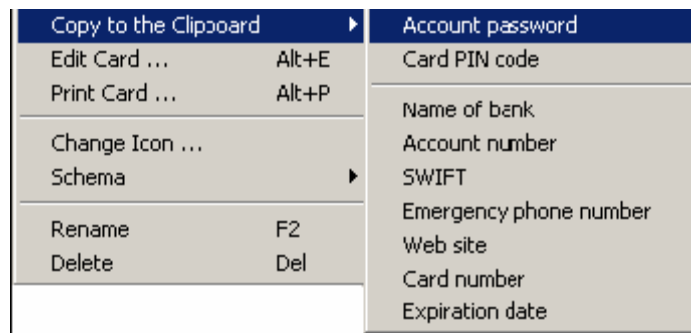 Copy to the Clipboard
Edit Card ... Alt+E
Print Card ... Alt+P
Change Icon ...
Schema
Rename F2
Delete Del
Account password
Card PIN code
Name of bank
Account number
SWIFT
Emergency phone number
Web site
Card number
Expiration date